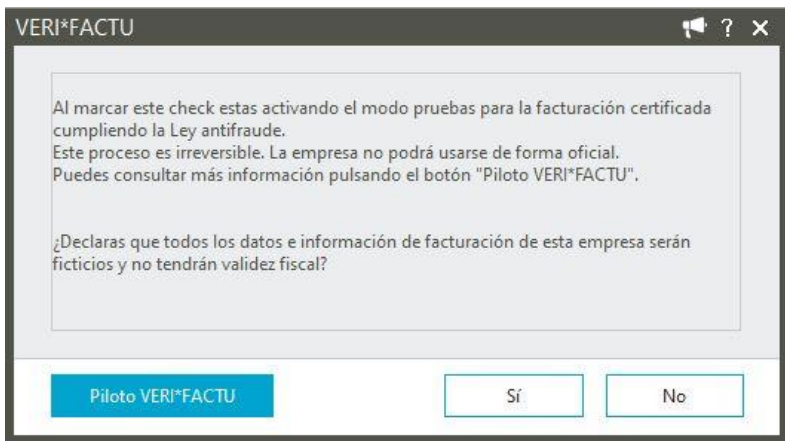 VERI*FACTU
?
Al marcar este check estas activando el modo pruebas para la facturación certificada
cumpliendo la Ley antifraude.
Este proceso es irreversible. La empresa no podrá usarse de forma oficial.
Puedes consultar más información pulsando el botón "Piloto VERI*FACTU".
¿Declaras que todos los datos e información de facturación de esta empresa serán
ficticios y no tendrán validez fiscal?
Piloto VERI*FACTU
Sí
No